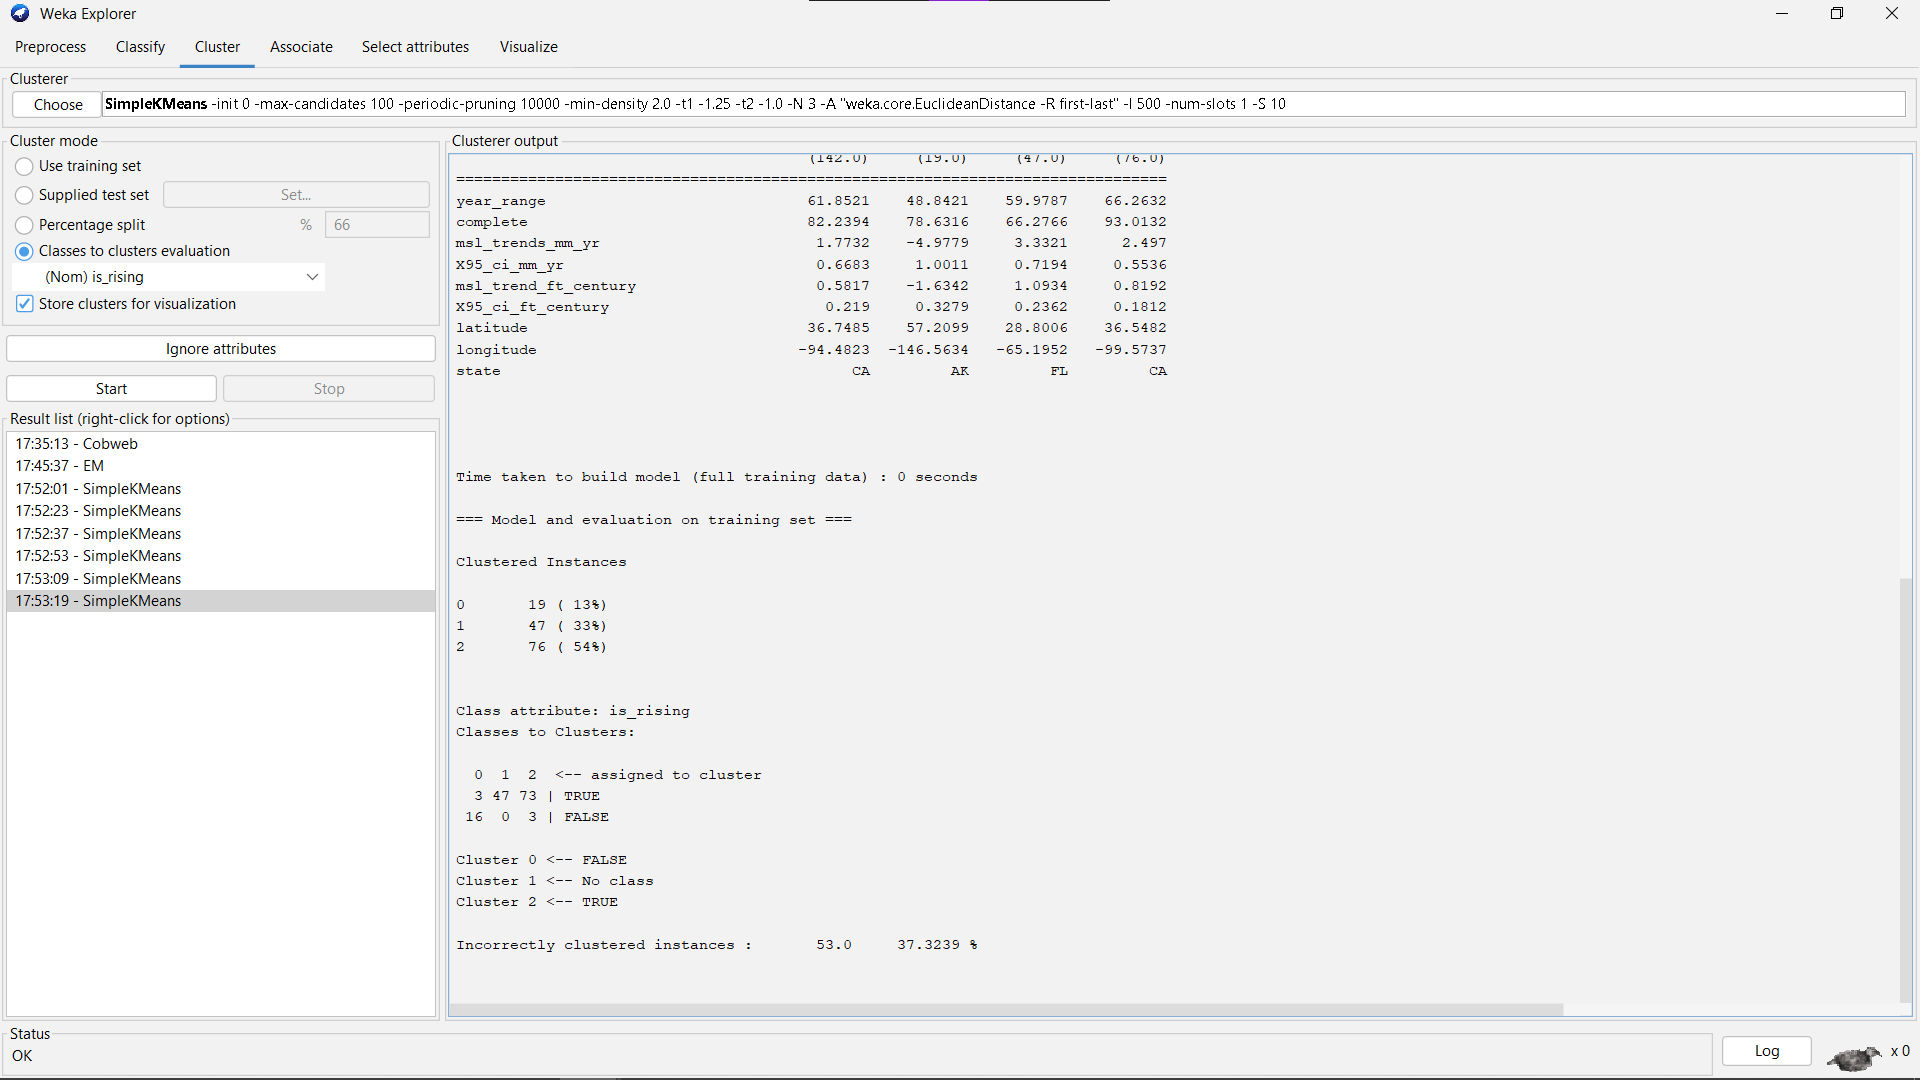 Weka Explorer
Preprocess Classify Cluster Associate Select attributes Visualize
Clusterer
Choose SimpleKMeans -init 0 -max-candidates 100 -periodic-pruning 10000 -min-density 2.0 -t1 -1.25 -t2 -1.0 -N 3 -A "weka.core.EuclideanDistance -R first-last" -I 500 -num-slots 1 -S 10
Cluster mode
Use training set
Supplied test set Set...
Percentage split % 66
Classes to clusters evaluation
(Nom) is_rising
Store clusters for visualization
Ignore attributes
Start Stop
Result list (right-click for options)
17:35:13 - Cobweb
17:45:37 - EM
17:52:01 - SimpleKMeans
17:52:23 - SimpleKMeans
17:52:37 - SimpleKMeans
17:52:53 - SimpleKMeans
17:53:09 - SimpleKMeans
17:53:19 - SimpleKMeans
Clusterer output
(142.0) (19.0) (47.0) (76.0)
===============================================================================
year_range 61.8521 48.8421 59.9787 66.2632
complete 82.2394 78.6316 66.2766 93.0132
msl_trends_mm_yr 1.7732 -4.9779 3.3321 2.497
X95_ci_mm_yr 0.6683 1.0011 0.7194 0.5536
msl_trend_ft_century 0.5817 -1.6342 1.0934 0.8192
X95_ci_ft_century 0.219 0.3279 0.2362 0.1812
latitude 36.7485 57.2099 28.8006 36.5482
longitude -94.4823 -146.5634 -65.1952 -99.5737
state CA AK FL CA
Time taken to build model (full training data) : 0 seconds
=== Model and evaluation on training set ===
Clustered Instances
0 19 ( 13%)
1 47 ( 33%)
2 76 ( 54%)
Class attribute: is_rising
Classes to Clusters:
0 1 2 <-- assigned to cluster
3 47 73 | TRUE
16 0 3 | FALSE
Cluster 0 <-- FALSE
Cluster 1 <-- No class
Cluster 2 <-- TRUE
Incorrectly clustered instances : 53.0 37.3239 %
Status
OK
Log x 0